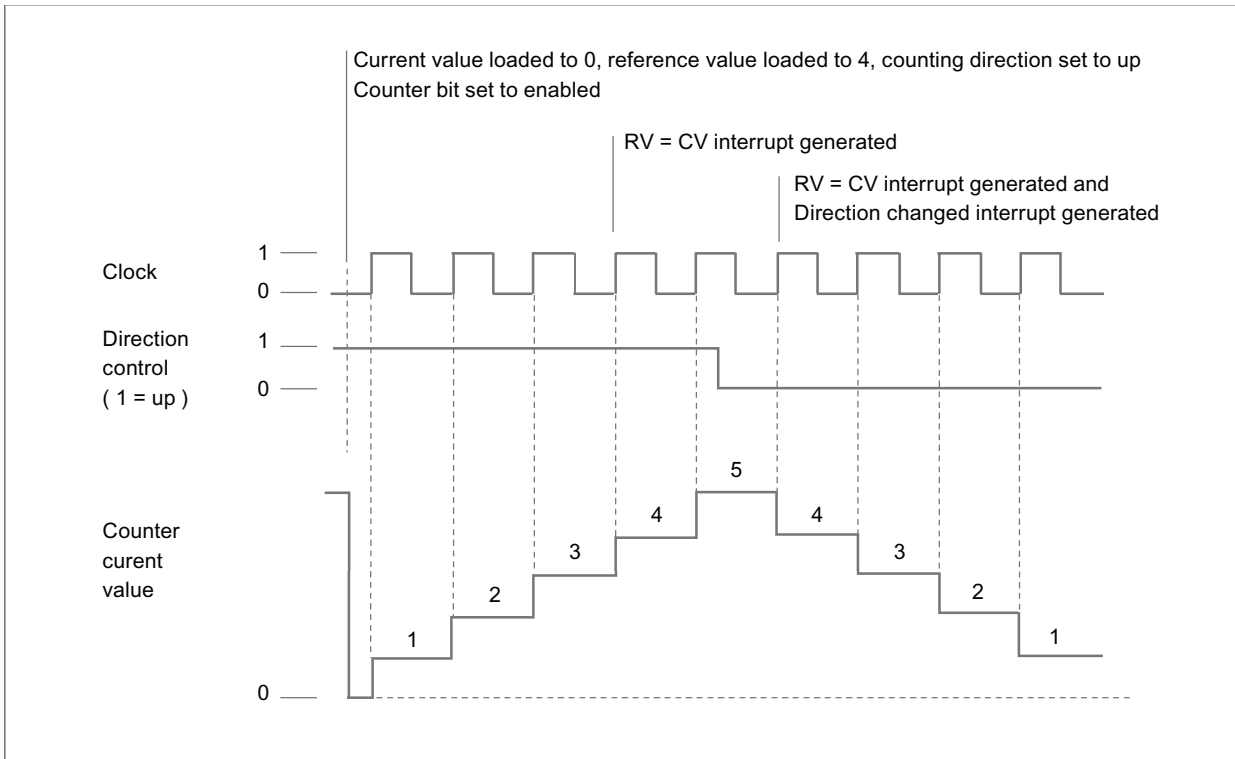 Current value loaded to 0, reference value loaded to 4, counting direction set to up
Counter bit set to enabled
RV = CV interrupt generated
RV = CV interrupt generated and
Direction changed interrupt generated
Clock
1
0
Direction
control
( 1 = up )
1
0
Counter
curent
value
0
1
2
3
4
5
4
3
2
1